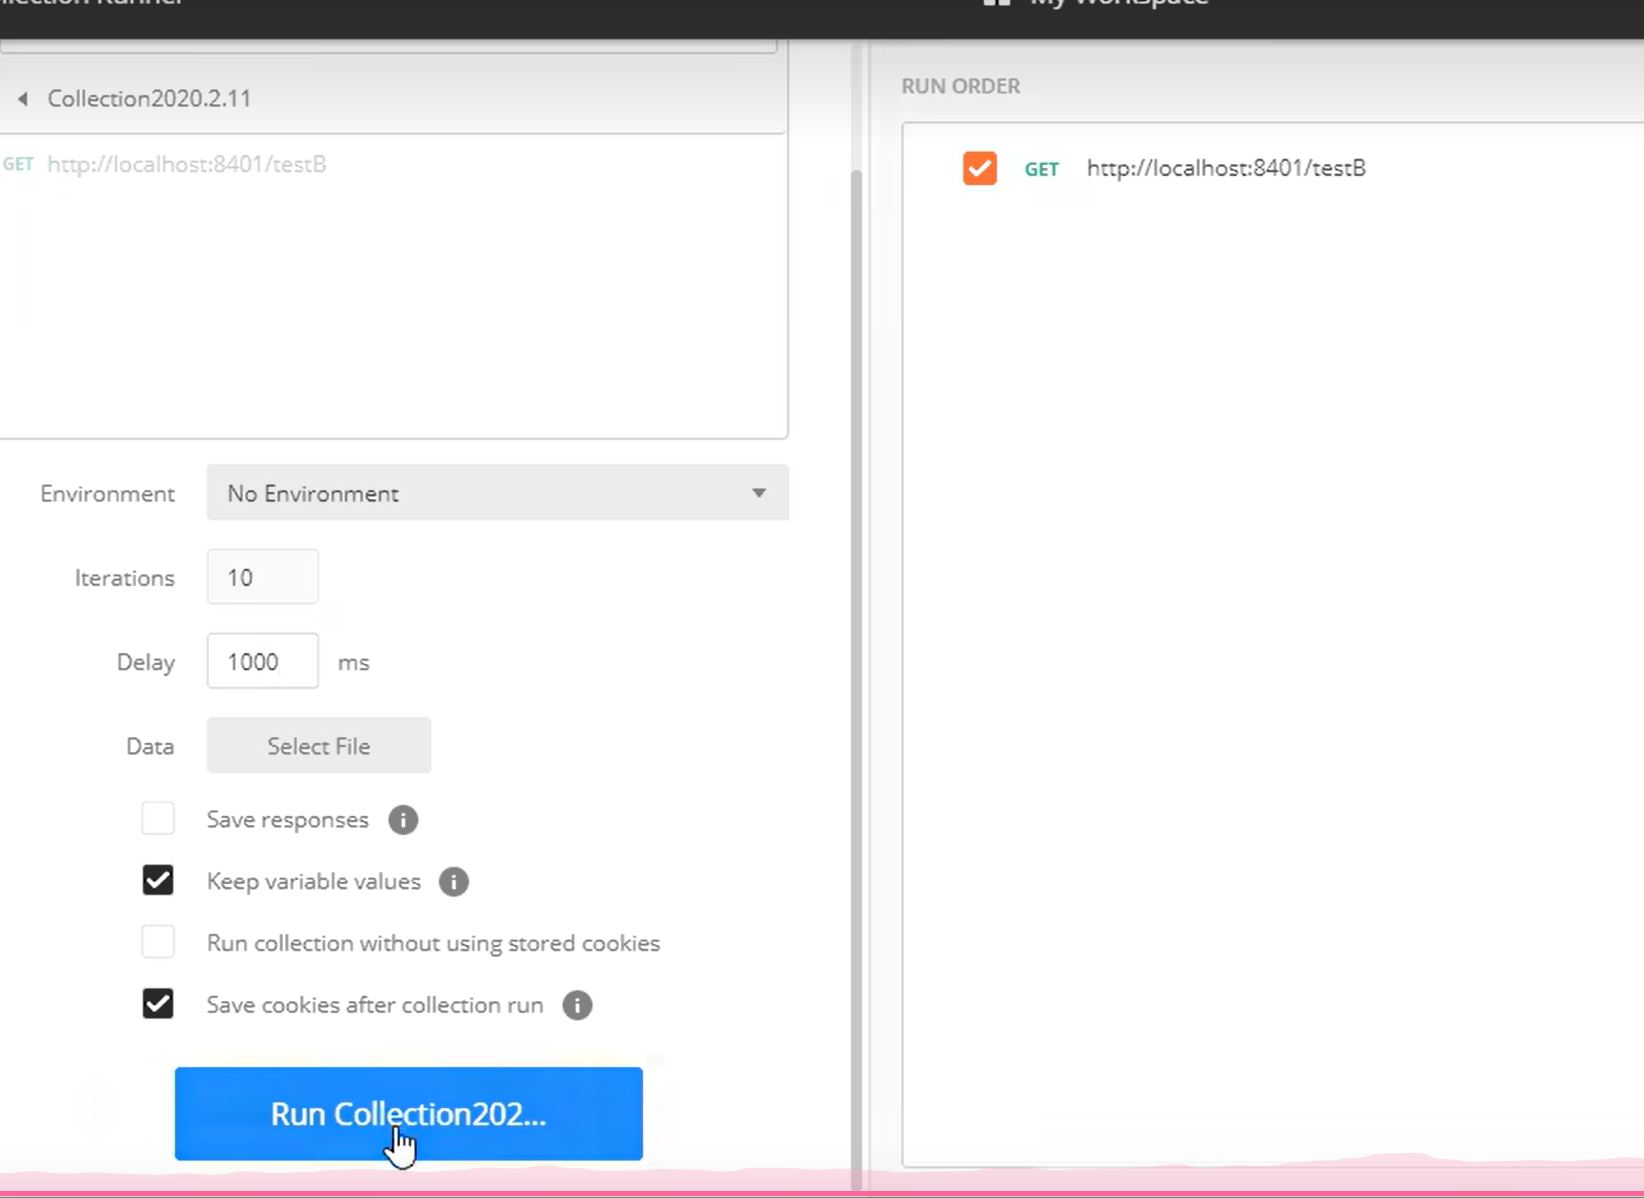 Collection Runner
My Workspace
Collection2020.2.11
GET http://localhost:8401/testB
Environment No Environment
Iterations 10
Delay 1000 ms
Data Select File
Save responses
Keep variable values
Run collection without using stored cookies
Save cookies after collection run
Run Collection202...
RUN ORDER
GET http://localhost:8401/testB